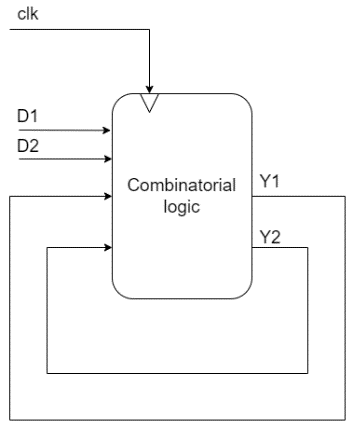 clk
D1
D2
Combinatorial
logic
Y1
Y2